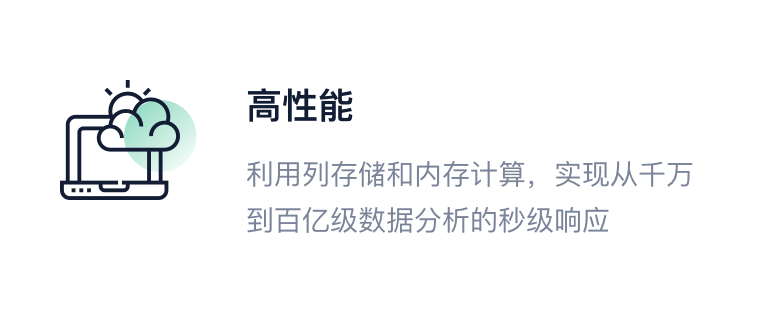 高性能
利用列存储和内存计算，实现从千万
到百亿级数据分析的秒级响应